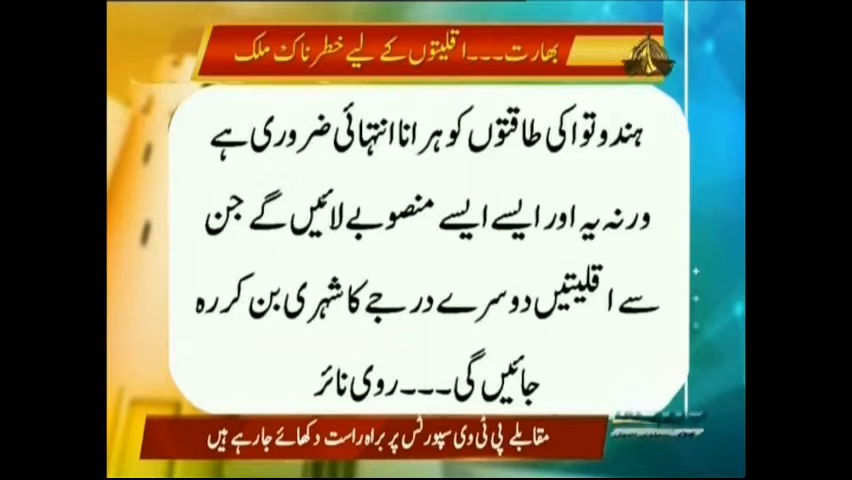 بھارت۔۔۔اقلیتوں کے لیے خطرناک ملک
ہندوتوا کی طاقتوں کو ہرانا انتہائی ضروری ہے
ورنہ یہ اور ایسے ایسے منصوبے لائیں گے جن
سے اقلیتیں دوسرے درجے کا شہری بن کر رہ
جائیں گی۔۔۔روی نائر
مقابلے پی ٹی وی سپورٹس پر براہ راست دکھائے جا رہے ہیں